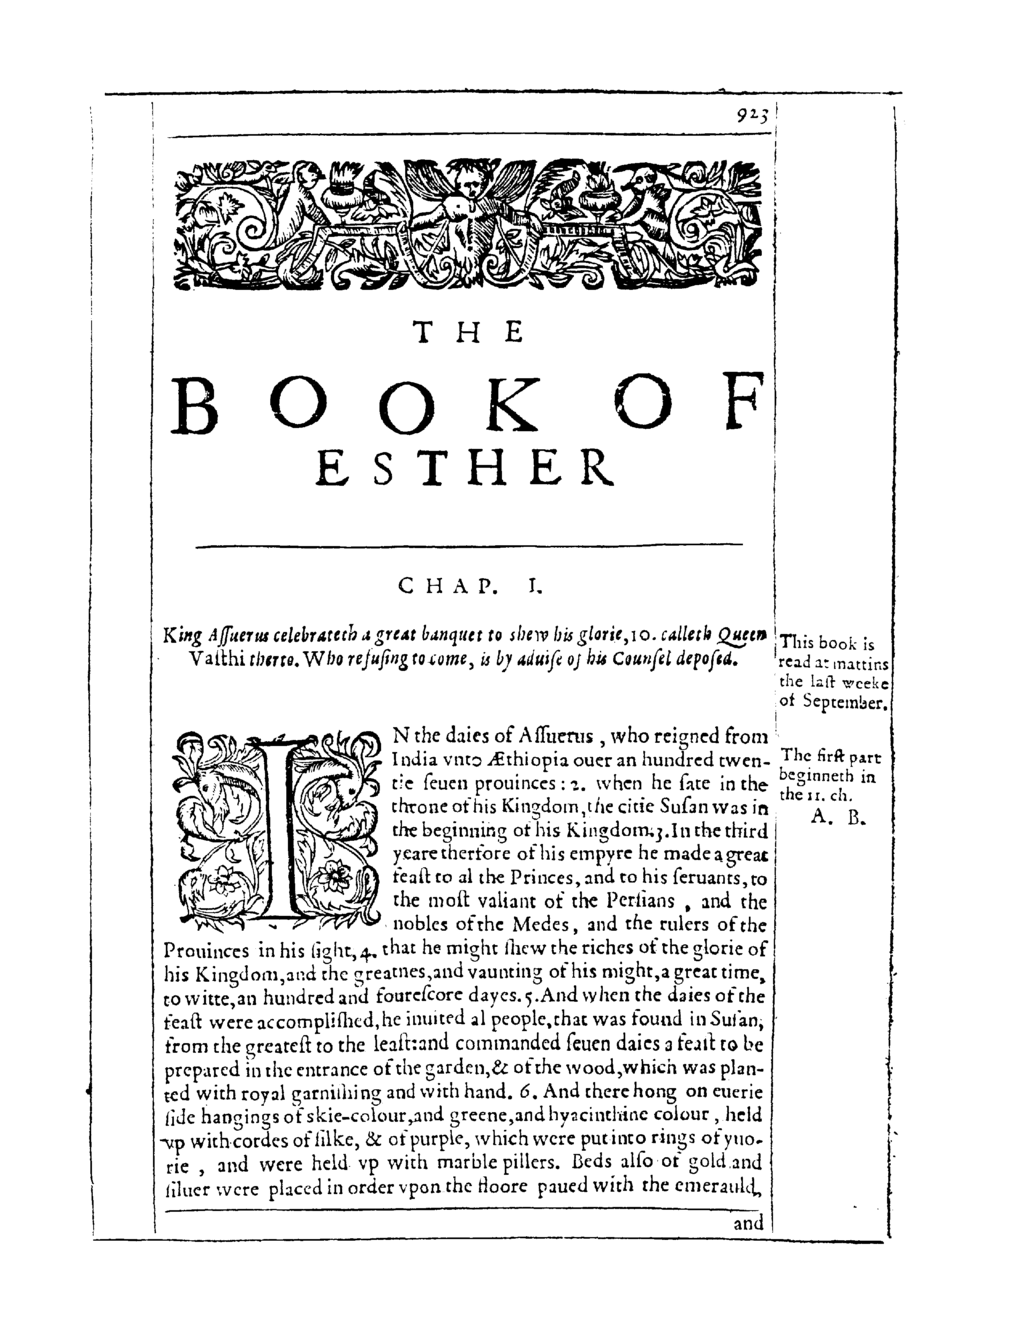 923
THE
BOOK OF
ESTHER
CHAP. I.
King Aſſuerus celebrateth a great banquet to shew his glorie, 10. calleth Queen
Vaſthi therto. Who refuſing to come, is by aduiſe of his Counſel depoſed.
This book is
read at mattins
the laſt weeke
of September.
IN the daies of Aſſuerus, who reigned from
India vnto Æthiopia ouer an hundred twen-
tie ſeuen prouinces: 2. when he ſate in the
throne of his Kingdom, the citie Suſan was in
the beginning of his Kingdom. 3. In the third
yeare therfore of his empyre he made a great
feaſt to al the Princes, and to his ſeruants, to
the moſt valiant of the Perſians, and the
nobles of the Medes, and the rulers of the
Prouinces in his ſight, 4. that he might ſhew the riches of the glorie of
his Kingdom, and the greatnes, and vaunting of his might, a great time,
to witte, an hundred and foureſcore dayes. 5. And when the daies of the
feaſt were accompliſhed, he inuited al people, that was found in Suſan,
from the greateſt to the leaſt: and commanded ſeuen daies a feaſt to be
prepared in the entrance of the garden, & of the wood, which was plan-
ted with royal garniſhing and with hand. 6. And there hong on euerie
ſide hangings of skie-colour, and greene, and hyacinthine colour, held
vp with cordes of ſilke, & of purple, which were put into rings of yuo-
rie, and were held vp with marble pillers. Beds alſo of gold and
ſiluer were placed in order vpon the floore paued with the emerauld,
The firſt part
beginneth in
the 11. ch.
A. B.
and